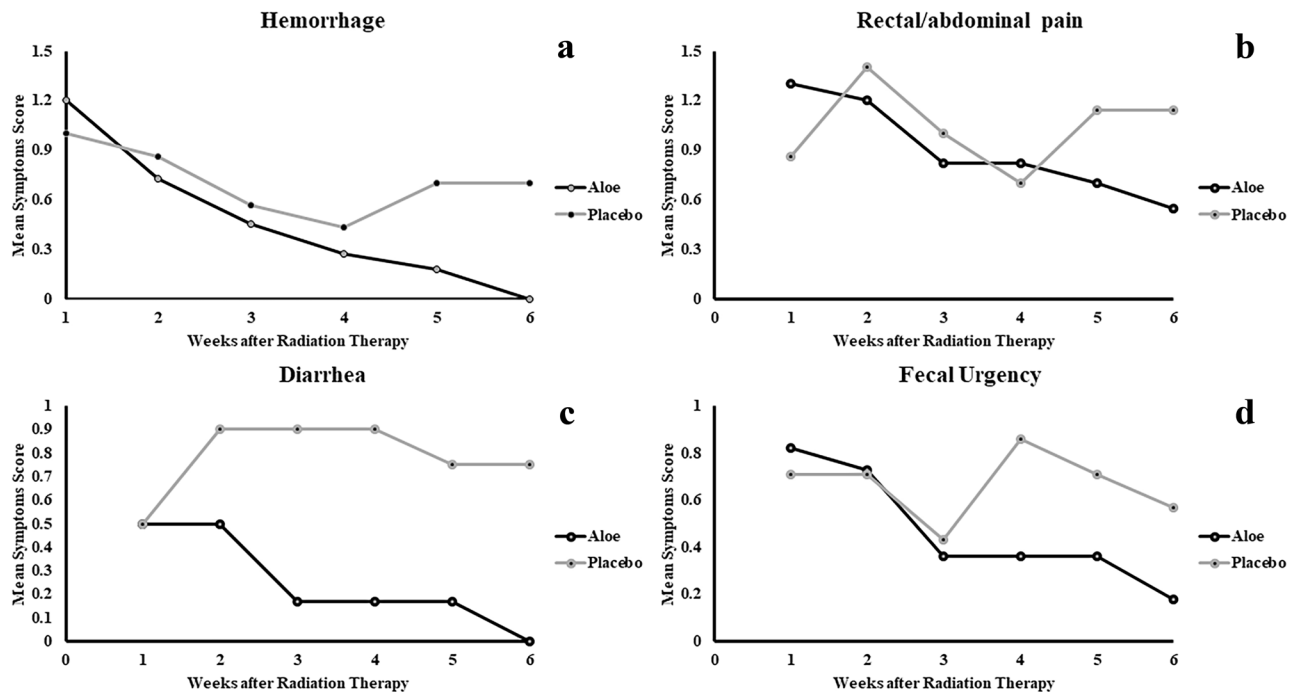 Hemorrhage
a
Mean Symptoms Score
1.5
1.2
0.9
0.6
0.3
0
1 2 3 4 5 6
Weeks after Radiation Therapy
Aloe
Placebo
Rectal/abdominal pain
b
Mean Symptoms Score
1.5
1.2
0.9
0.6
0.3
0
0 1 2 3 4 5 6
Weeks after Radiation Therapy
Aloe
Placebo
Diarrhea
c
Mean Symptoms Score
1
0.9
0.8
0.7
0.6
0.5
0.4
0.3
0.2
0.1
0
0 1 2 3 4 5 6
Weeks after Radiation Therapy
Aloe
Placebo
Fecal Urgency
d
Mean Symptoms Score
1
0.8
0.6
0.4
0.2
0
0 1 2 3 4 5 6
Weeks after Radiation Therapy
Aloe
Placebo